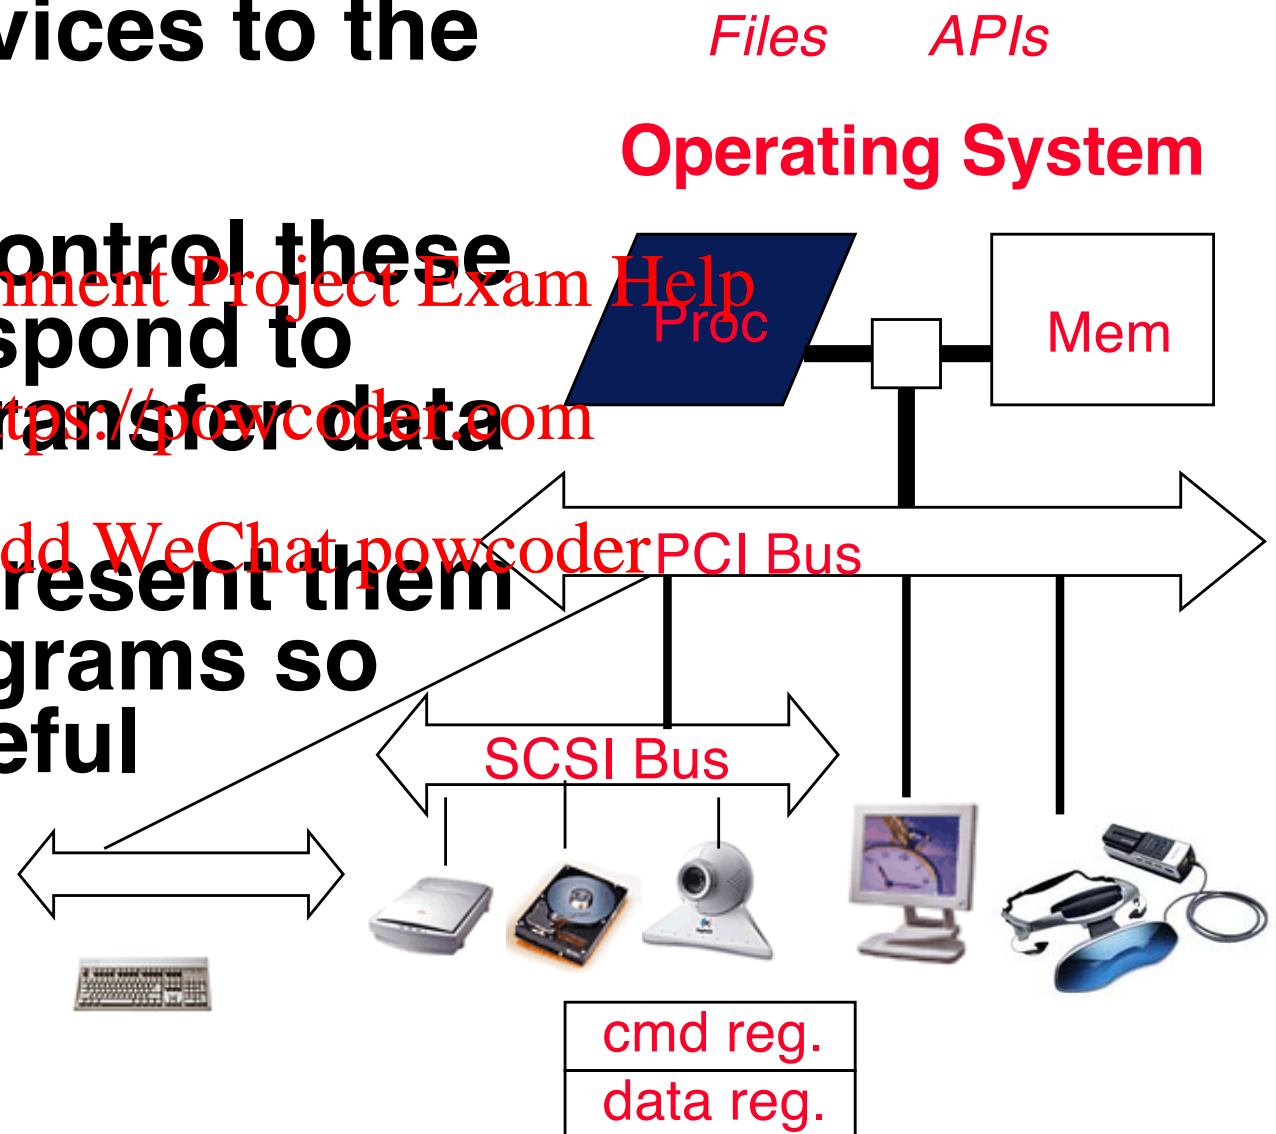 vices to the
Files APIs
Operating System
ontrol these
nment Project Exam Help
spond to
Proc
Mem
ransfer data
tps://powcoder.com
dd WeChat powcoder
PCI Bus
resent them
grams so
eful
SCSI Bus
cmd reg.
data reg.